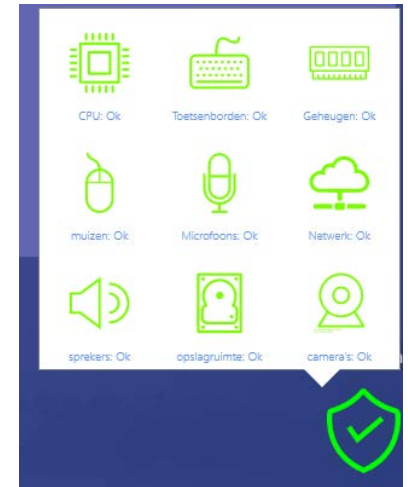 CPU: Ok
Toetsenborden: Ok
Geheugen: Ok
muizen: Ok
Microfoons: Ok
Netwerk: Ok
sprekers: Ok
opslagruimte: Ok
camera's: Ok